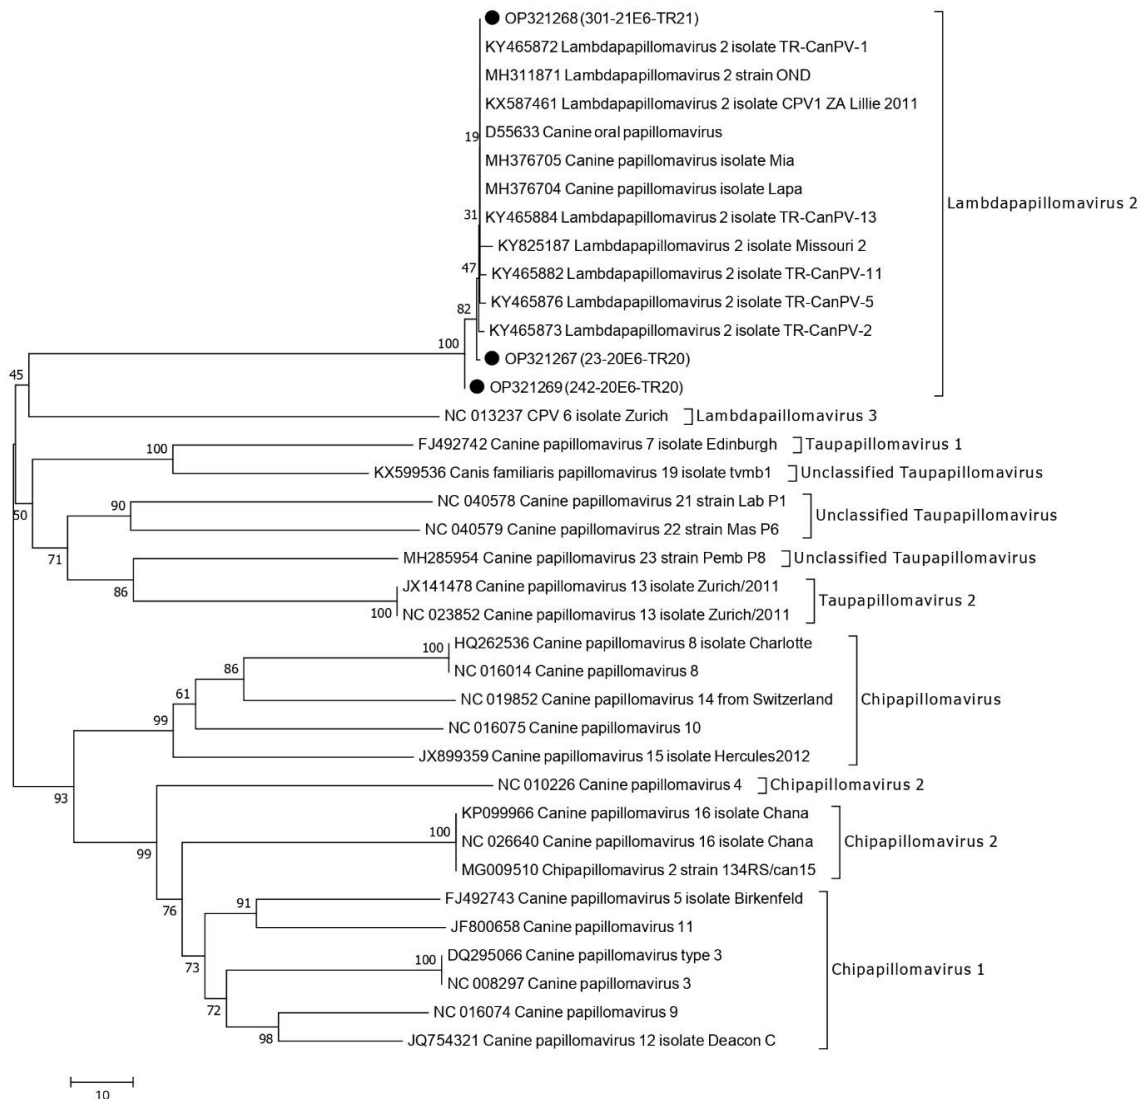 OP321268 (301-21E6-TR21)
KY465872 Lambdapapillomavirus 2 isolate TR-CanPV-1
MH311871 Lambdapapillomavirus 2 strain OND
KX587461 Lambdapapillomavirus 2 isolate CPV1 ZA Lillie 2011
19 D55633 Canine oral papillomavirus
MH376705 Canine papillomavirus isolate Mia
MH376704 Canine papillomavirus isolate Lapa
Lambdapapillomavirus 2
31 KY465884 Lambdapapillomavirus 2 isolate TR-CanPV-13
KY825187 Lambdapapillomavirus 2 isolate Missouri 2
47 KY465882 Lambdapapillomavirus 2 isolate TR-CanPV-11
KY465876 Lambdapapillomavirus 2 isolate TR-CanPV-5
82
KY465873 Lambdapapillomavirus 2 isolate TR-CanPV-2
100
OP321267 (23-20E6-TR20)
45
OP321269 (242-20E6-TR20)
NC 013237 CPV 6 isolate Zurich Lambdapaillomavirus 3
FJ492742 Canine papillomavirus 7 isolate Edinburgh Taupapillomavirus 1
100
KX599536 Canis familiaris papillomavirus 19 isolate tvmb1 Unclassified Taupapillomavirus
NC 040578 Canine papillomavirus 21 strain Lab P1
90
50
Unclassified Taupapillomavirus
NC 040579 Canine papillomavirus 22 strain Mas P6
71
MH285954 Canine papillomavirus 23 strain Pemb P8 Unclassified Taupapillomavirus
86
JX141478 Canine papillomavirus 13 isolate Zurich/2011
Taupapillomavirus 2
100 NC 023852 Canine papillomavirus 13 isolate Zurich/2011
HQ262536 Canine papillomavirus 8 isolate Charlotte
100
86
NC 016014 Canine papillomavirus 8
61
NC 019852 Canine papillomavirus 14 from Switzerland
Chipapillomavirus
99
NC 016075 Canine papillomavirus 10
JX899359 Canine papillomavirus 15 isolate Hercules2012
93
NC 010226 Canine papillomavirus 4 Chipapillomavirus 2
KP099966 Canine papillomavirus 16 isolate Chana
100
99
NC 026640 Canine papillomavirus 16 isolate Chana
Chipapillomavirus 2
MG009510 Chipapillomavirus 2 strain 134RS/can15
76
91
FJ492743 Canine papillomavirus 5 isolate Birkenfeld
JF800658 Canine papillomavirus 11
73
DQ295066 Canine papillomavirus type 3
100
Chipapillomavirus 1
NC 008297 Canine papillomavirus 3
72
NC 016074 Canine papillomavirus 9
98
JQ754321 Canine papillomavirus 12 isolate Deacon C
10